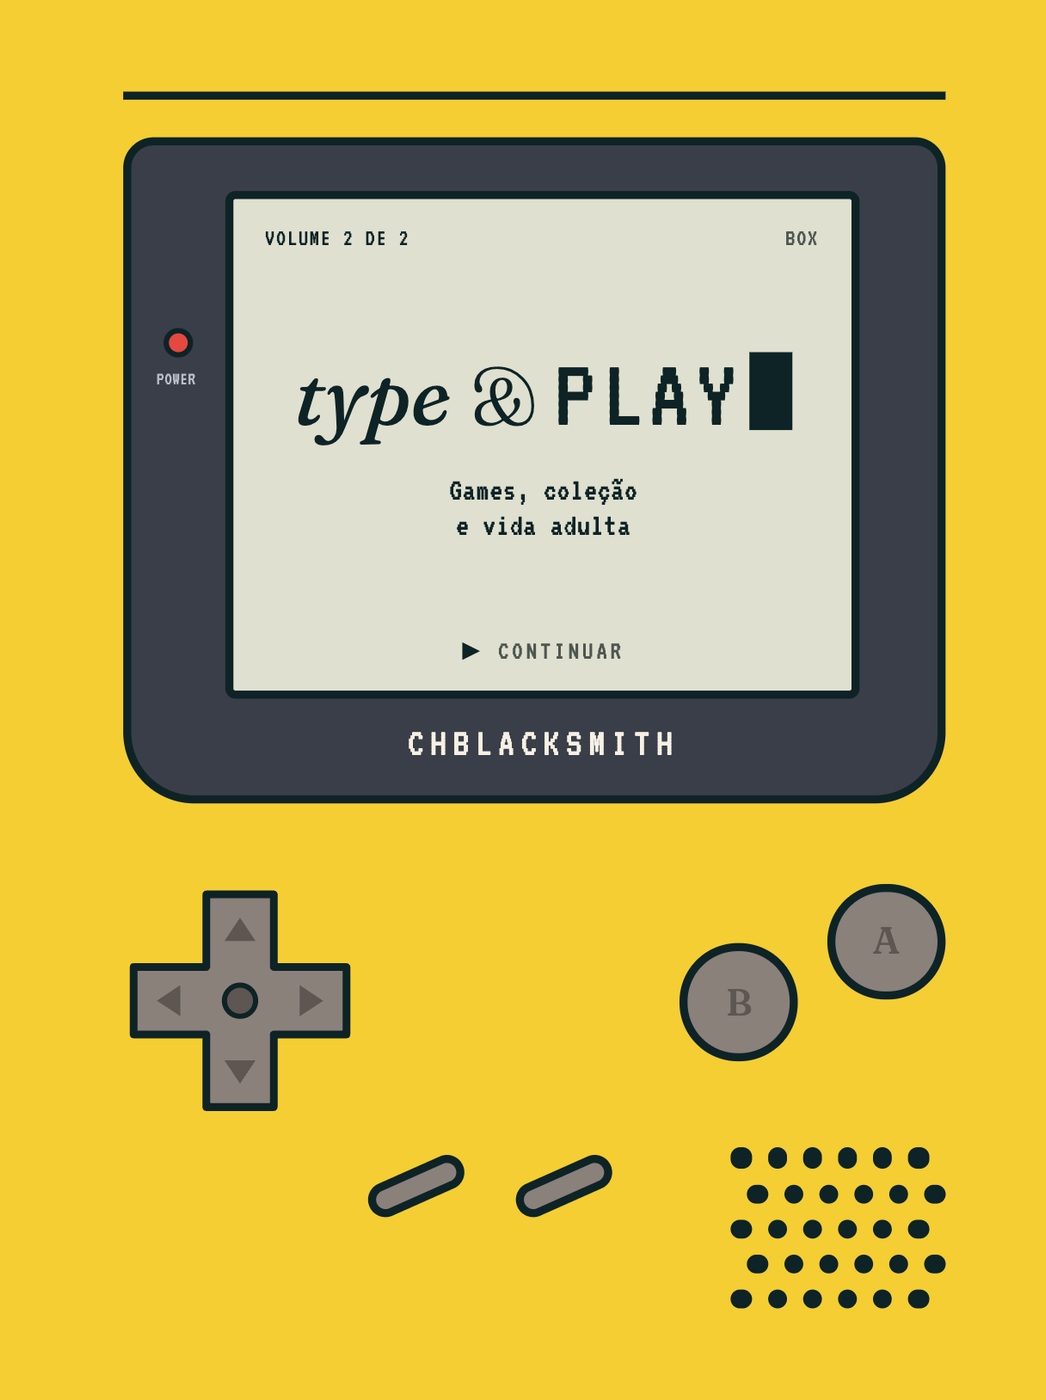 VOLUME 2 DE 2
BOX
type & PLAY
POWER
Games, coleção
e vida adulta
▶ CONTINUAR
CHBLACKSMITH
A
B